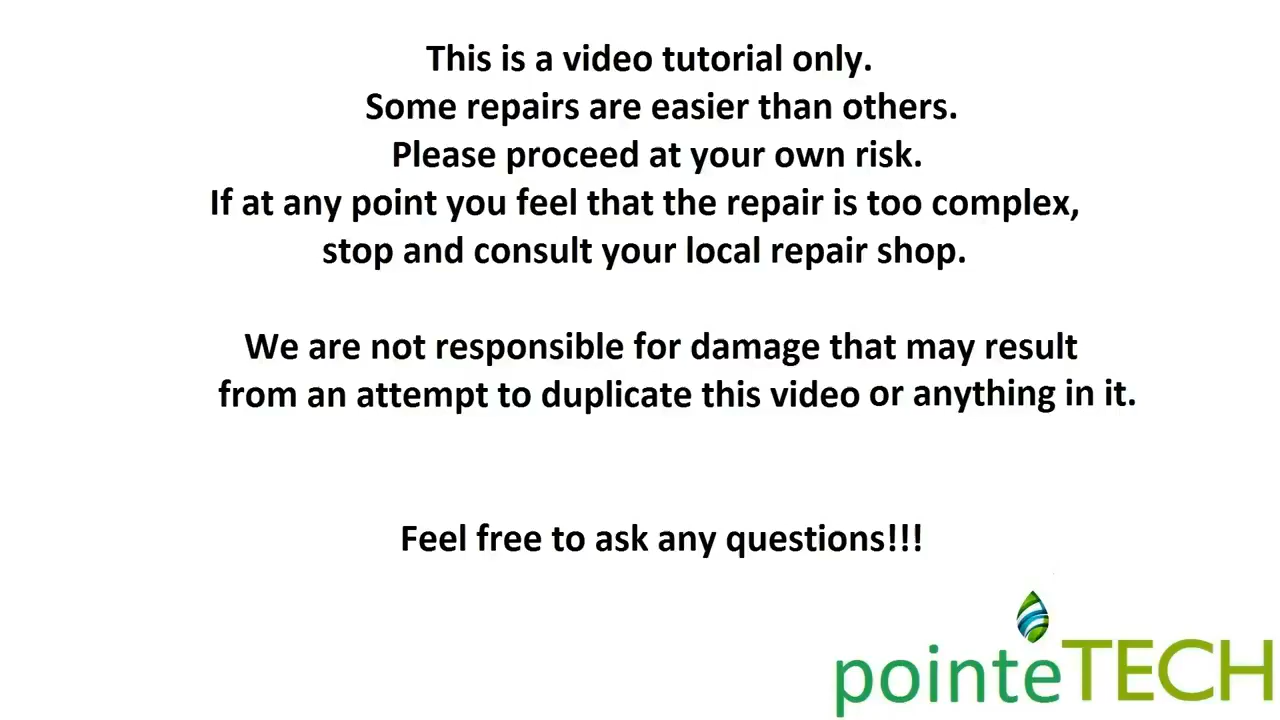 This is a video tutorial only.
Some repairs are easier than others.
Please proceed at your own risk.
If at any point you feel that the repair is too complex,
stop and consult your local repair shop.
We are not responsible for damage that may result
from an attempt to duplicate this video or anything in it.
Feel free to ask any questions!!!
pointeTECH